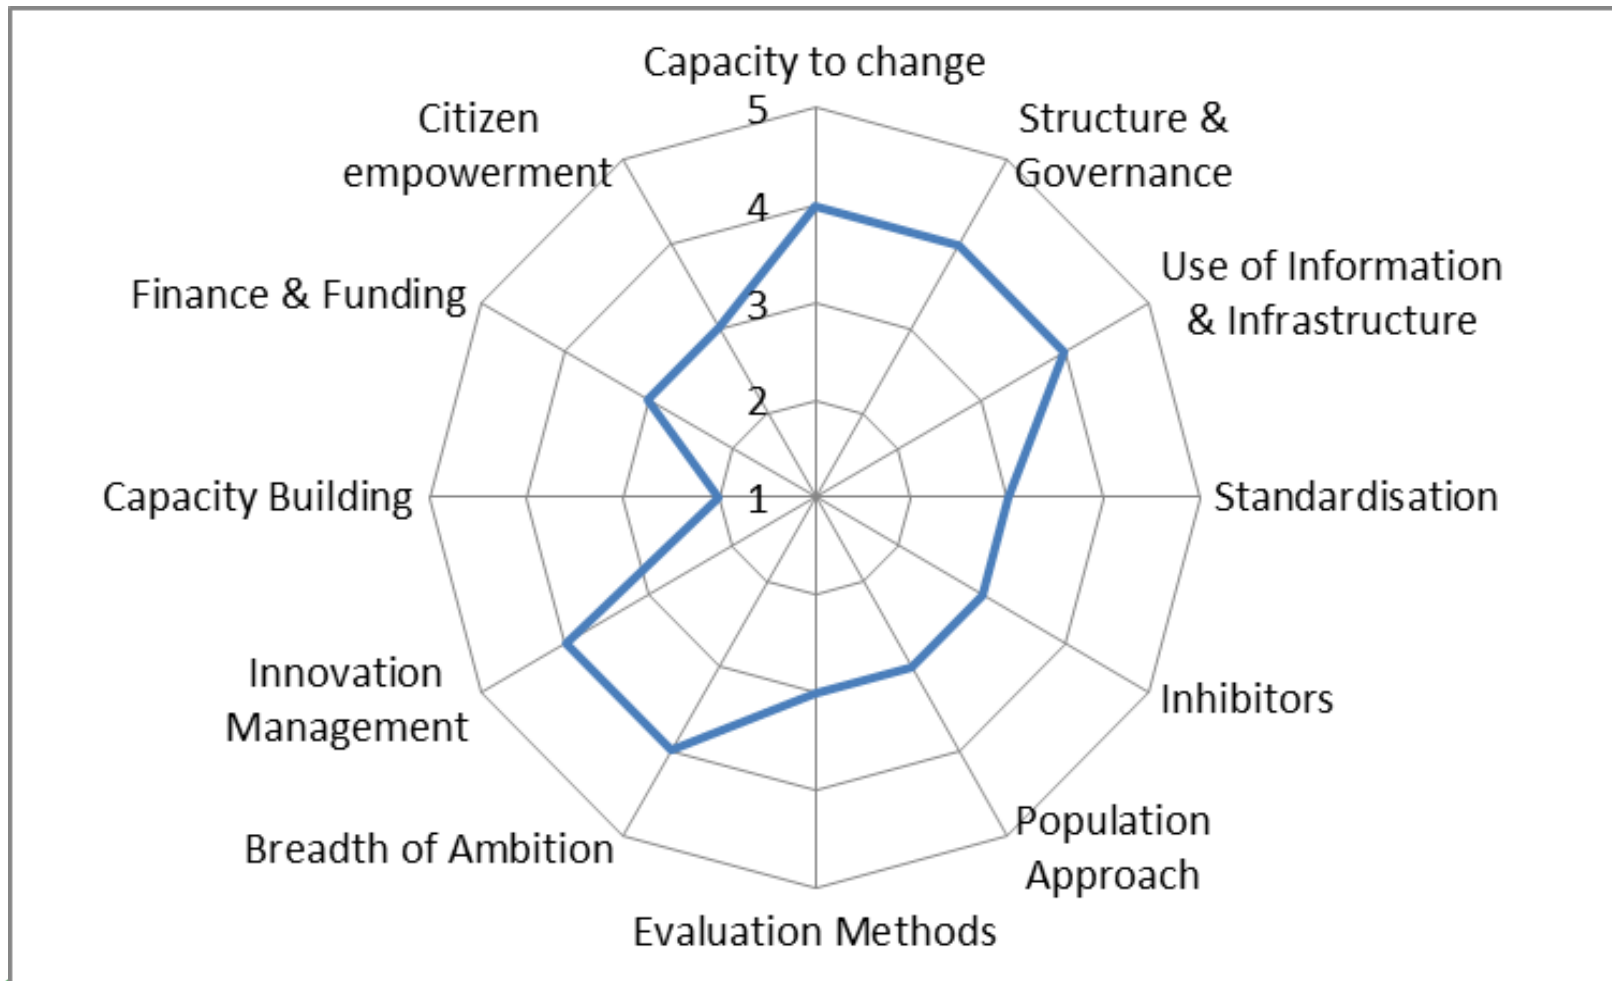 Capacity to change
Structure &
Governance
Use of Information
& Infrastructure
Standardisation
Inhibitors
Population
Approach
Evaluation Methods
Breadth of Ambition
Innovation
Management
Capacity Building
Finance & Funding
Citizen
empowerment
5
4
3
2
1